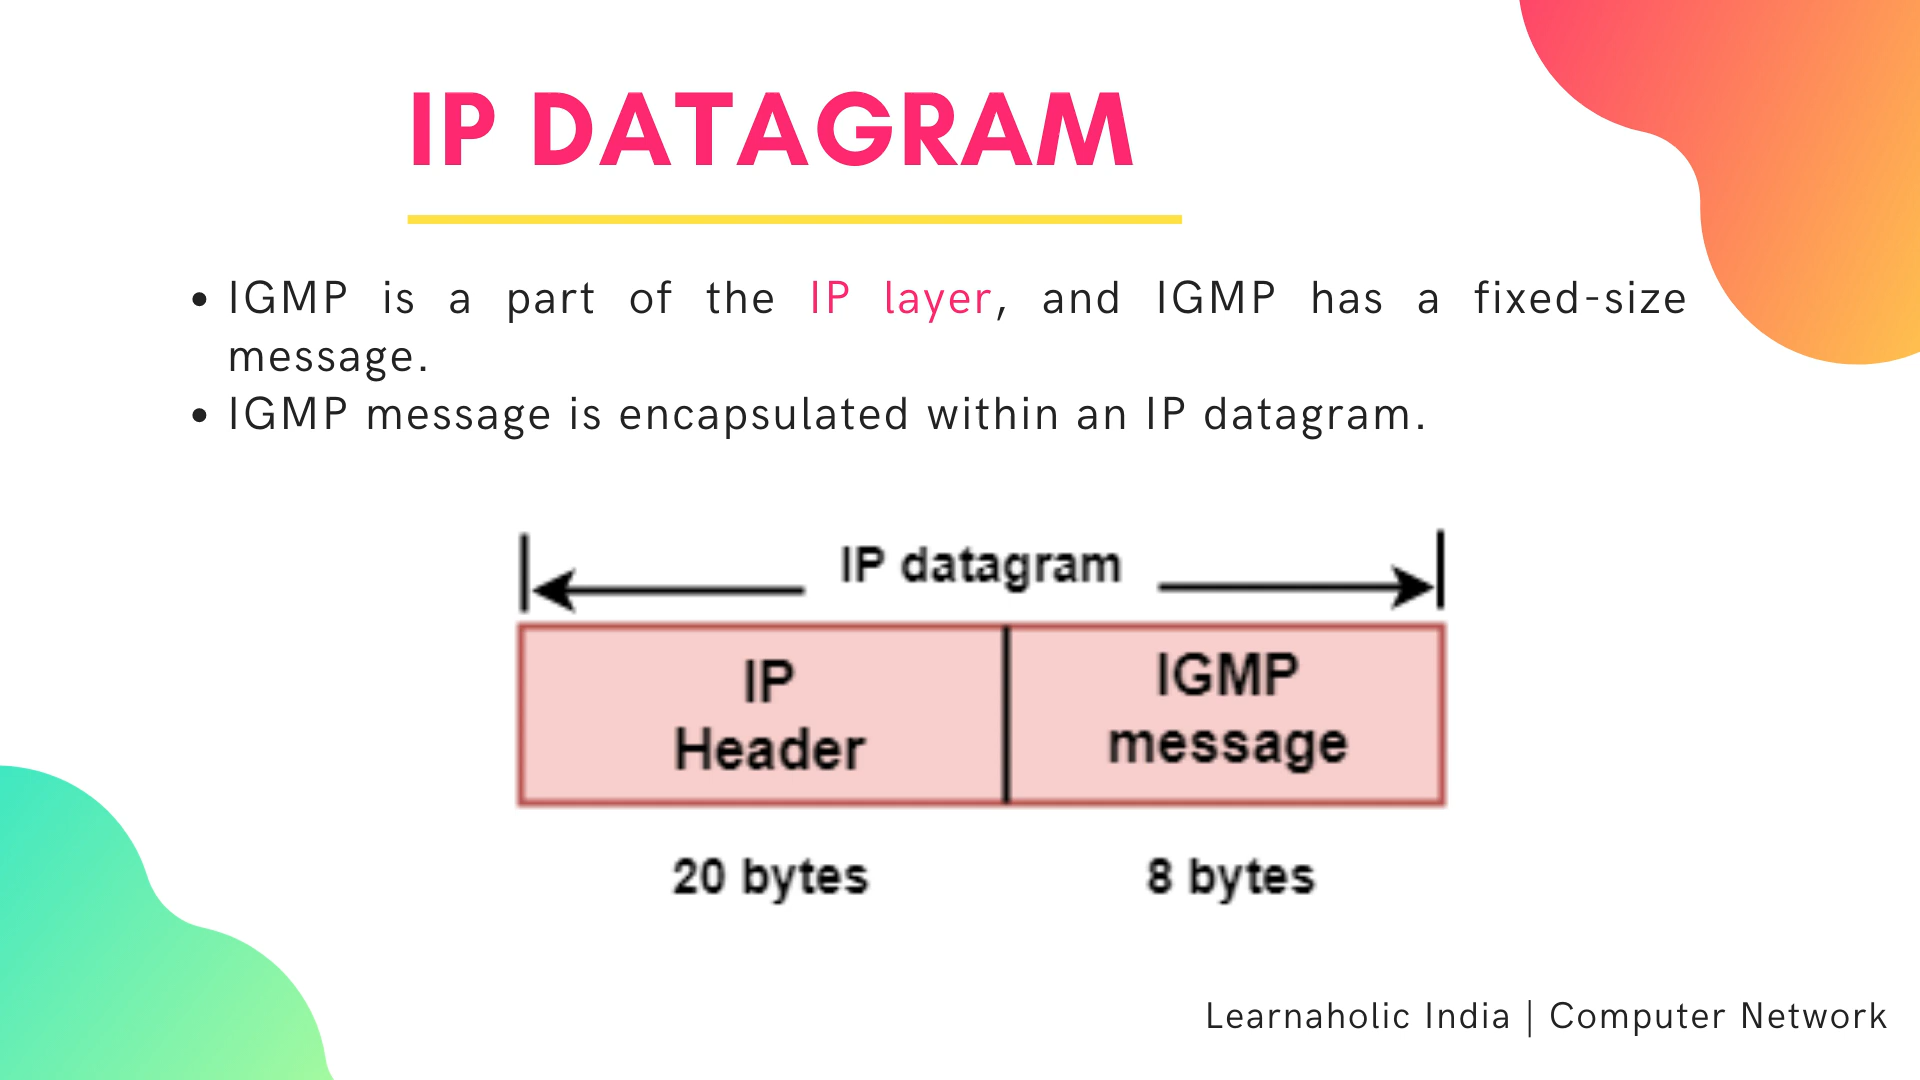 IP DATAGRAM
• IGMP is a part of the IP layer, and IGMP has a fixed-size
message.
• IGMP message is encapsulated within an IP datagram.
IP datagram
IP
Header
IGMP
message
20 bytes
8 bytes
Learnaholic India | Computer Network